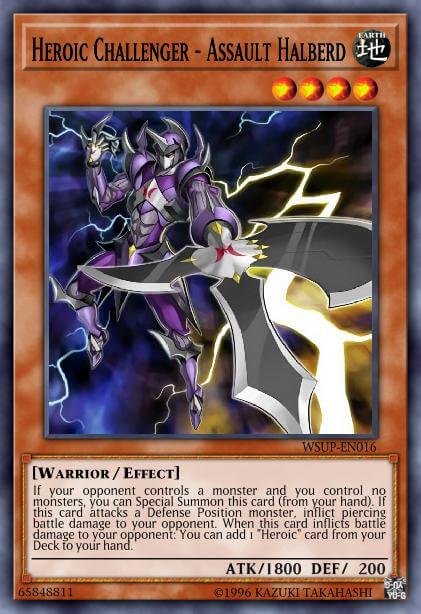 Heroic Challenger - Assault Halberd
EARTH
地
WSUP-EN016
[Warrior / Effect]
If your opponent controls a monster and you control no
monsters, you can Special Summon this card (from your hand). If
this card attacks a Defense Position monster, inflict piercing
battle damage to your opponent. When this card inflicts battle
damage to your opponent: You can add 1 "Heroic" card from your
Deck to your hand.
ATK/1800 DEF/ 200
65848811
©1996 KAZUKI TAKAHASHI